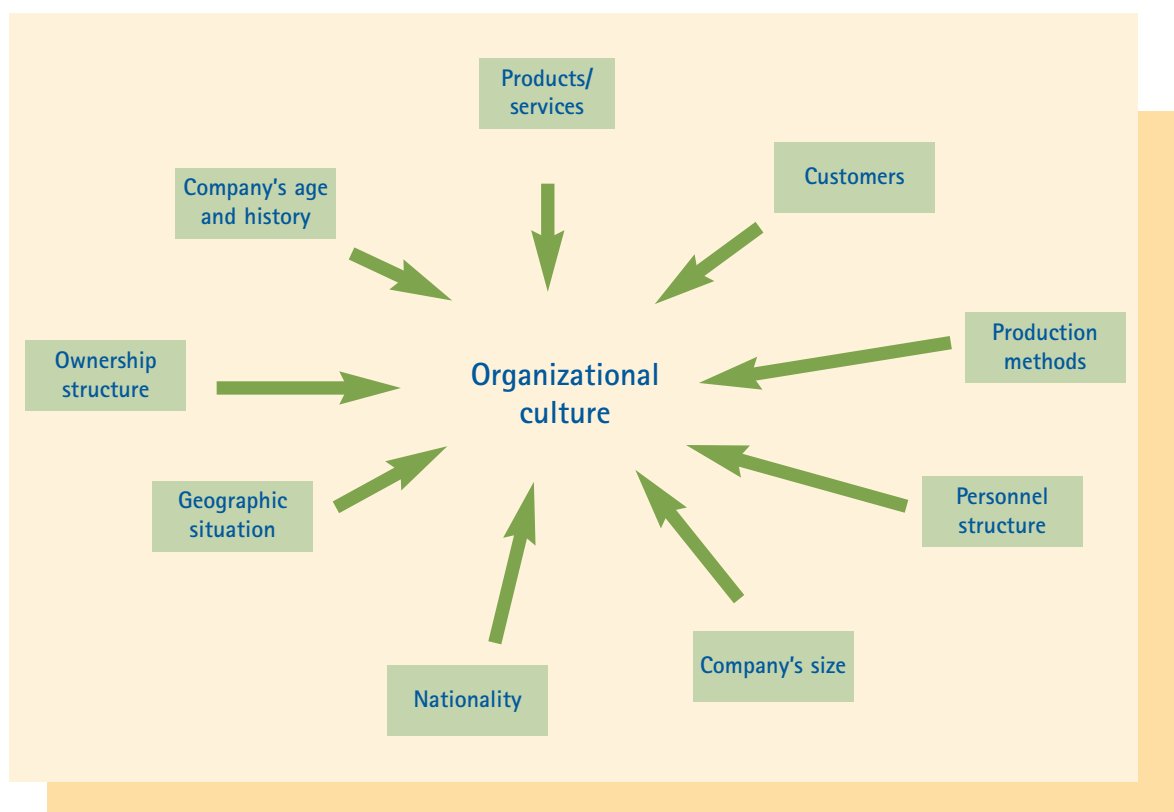 Products/
services
Customers
Company's age
and history
Production
methods
Ownership
structure
Organizational
culture
Geographic
situation
Personnel
structure
Company's size
Nationality